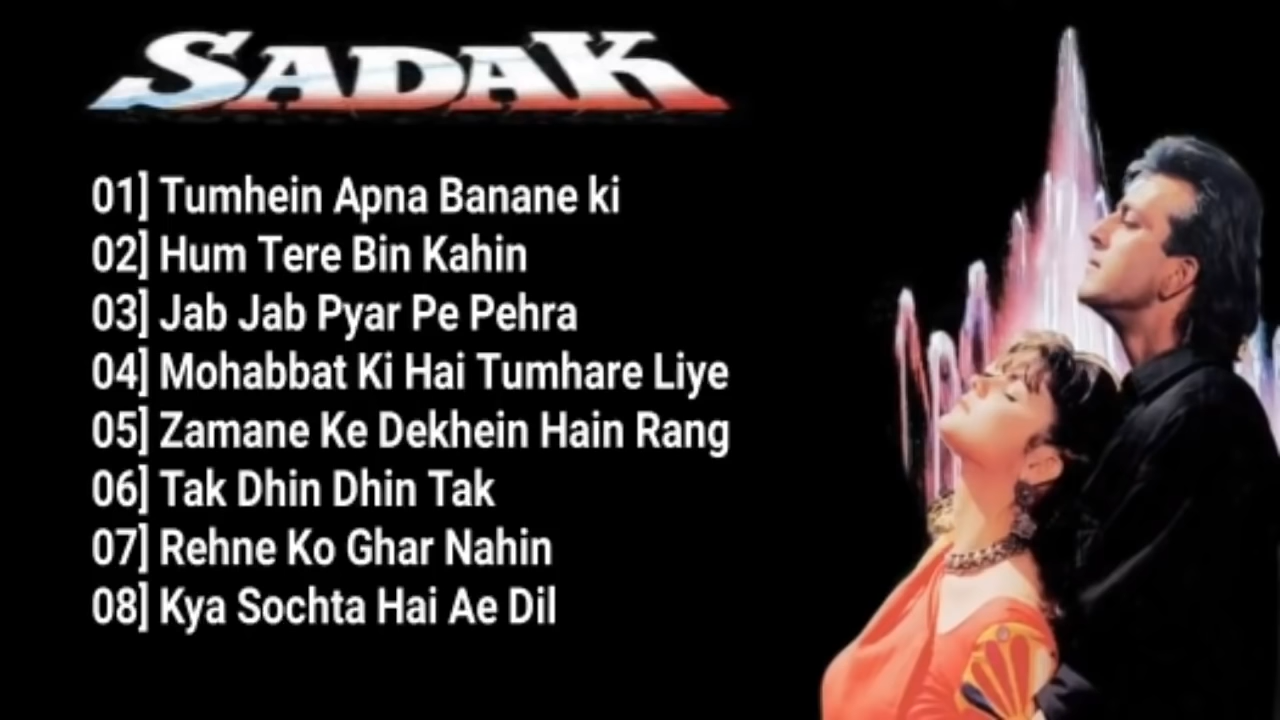 SADAK
01] Tumhein Apna Banane ki
02] Hum Tere Bin Kahin
03] Jab Jab Pyar Pe Pehra
04] Mohabbat Ki Hai Tumhare Liye
05] Zamane Ke Dekhein Hain Rang
06] Tak Dhin Dhin Tak
07] Rehne Ko Ghar Nahin
08] Kya Sochta Hai Ae Dil